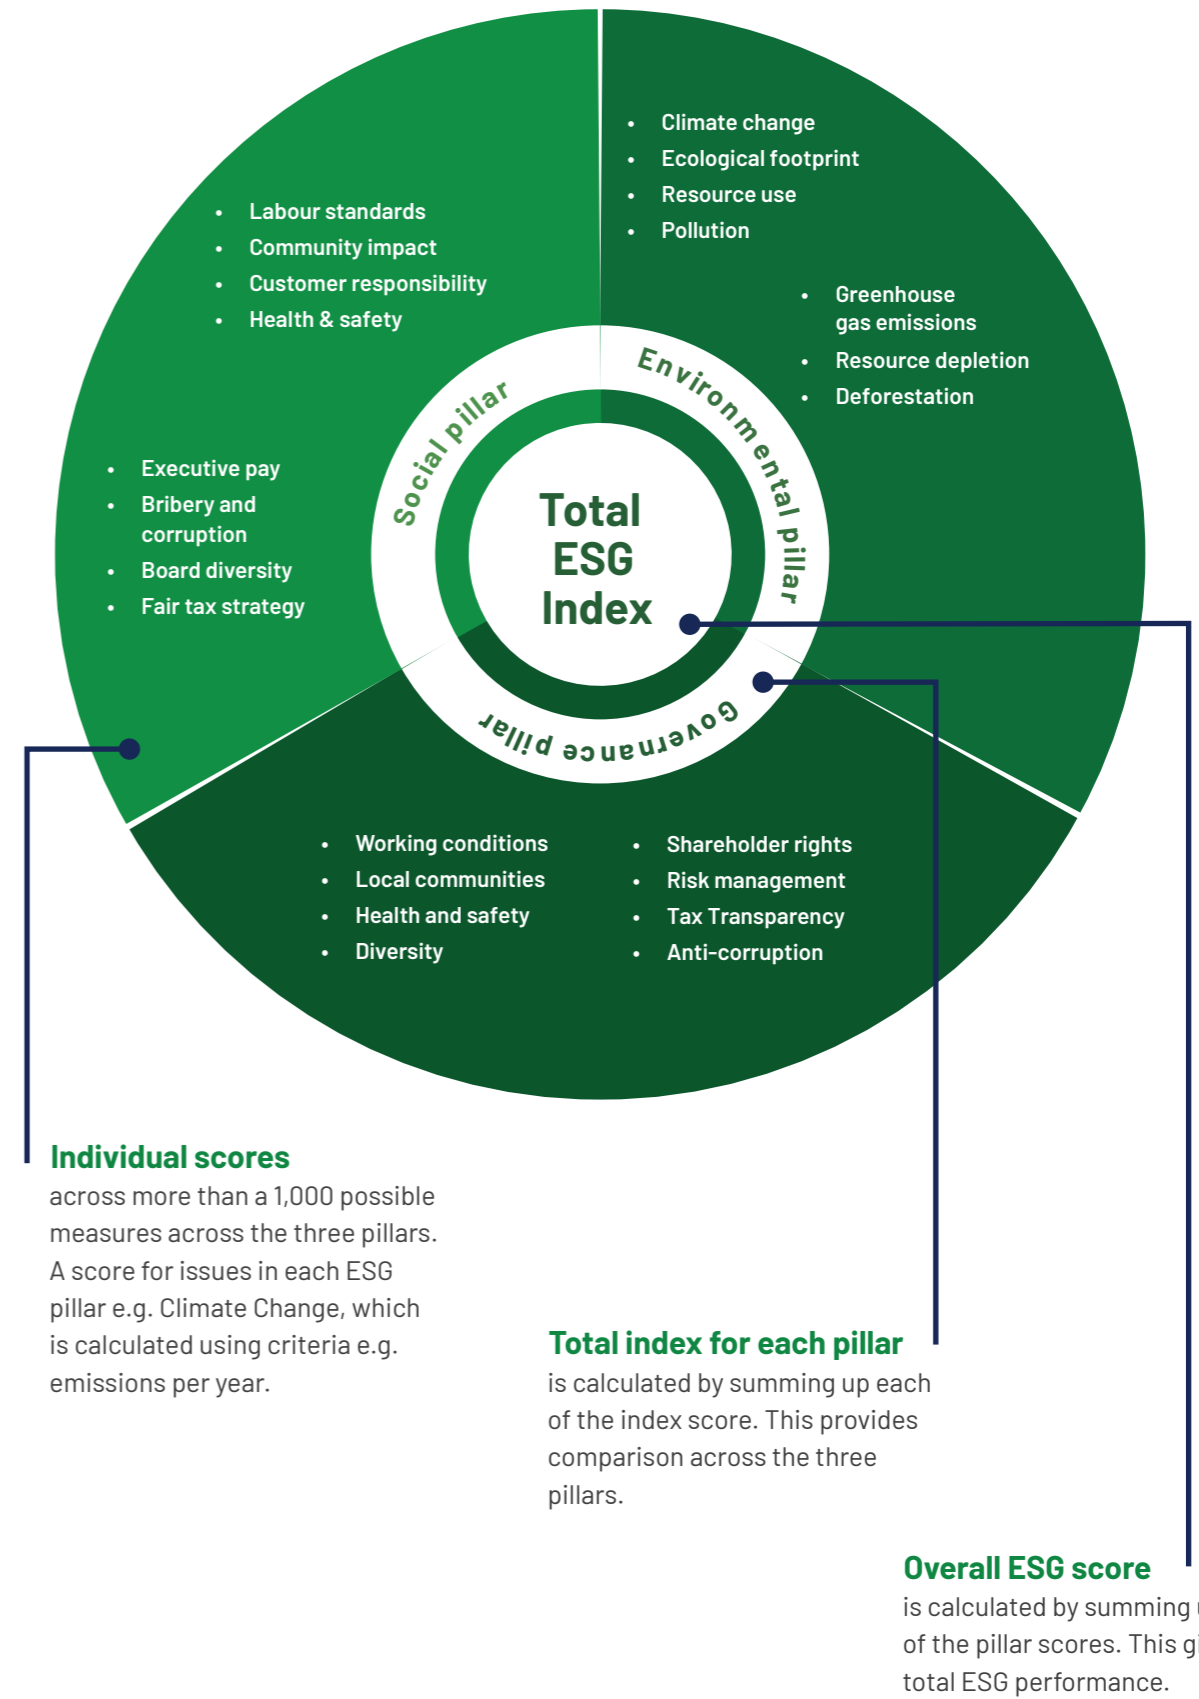 • Climate change
• Ecological footprint
• Resource use
• Pollution
• Greenhouse
gas emissions
• Resource depletion
• Deforestation
• Labour standards
• Community impact
• Customer responsibility
• Health & safety
• Executive pay
• Bribery and
corruption
• Board diversity
• Fair tax strategy
Social pillar
Environmental pillar
Governance pillar
Total
ESG
Index
• Working conditions
• Local communities
• Health and safety
• Diversity
• Shareholder rights
• Risk management
• Tax Transparency
• Anti-corruption
Individual scores
across more than a 1,000 possible
measures across the three pillars.
A score for issues in each ESG
pillar e.g. Climate Change, which
is calculated using criteria e.g.
emissions per year.
Total index for each pillar
is calculated by summing up each
of the index score. This provides
comparison across the three
pillars.
Overall ESG score
is calculated by summing
of the pillar scores. This
total ESG performance.